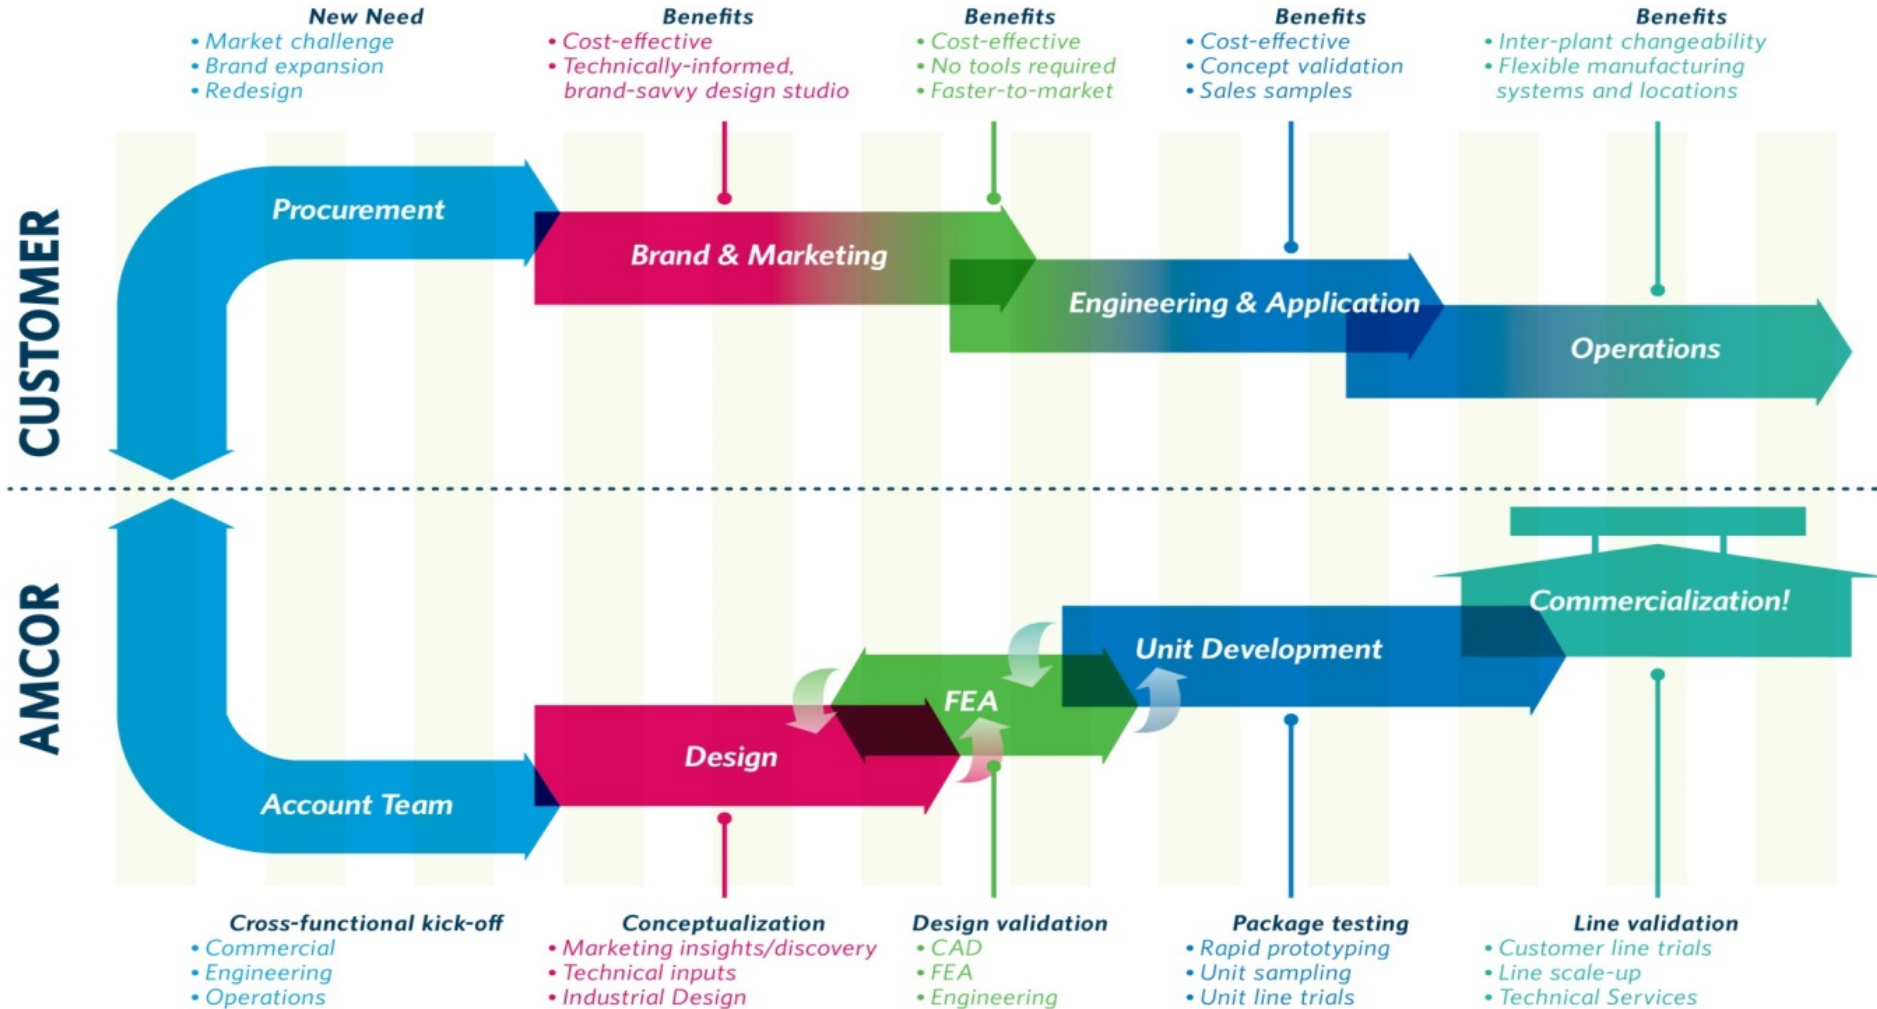 New Need
• Market challenge
• Brand expansion
• Redesign
Benefits
• Cost-effective
• Technically-informed,
brand-savvy design studio
Benefits
• Cost-effective
• No tools required
• Faster-to-market
Benefits
• Cost-effective
• Concept validation
• Sales samples
Benefits
• Inter-plant changeability
• Flexible manufacturing
systems and locations
CUSTOMER
Procurement
Brand & Marketing
Engineering & Application
Operations
AMCOR
Account Team
Design
FEA
Unit Development
Commercialization!
Cross-functional kick-off
• Commercial
• Engineering
• Operations
Conceptualization
• Marketing insights/discovery
• Technical inputs
• Industrial Design
Design validation
• CAD
• FEA
• Engineering
Package testing
• Rapid prototyping
• Unit sampling
• Unit line trials
Line validation
• Customer line trials
• Line scale-up
• Technical Services